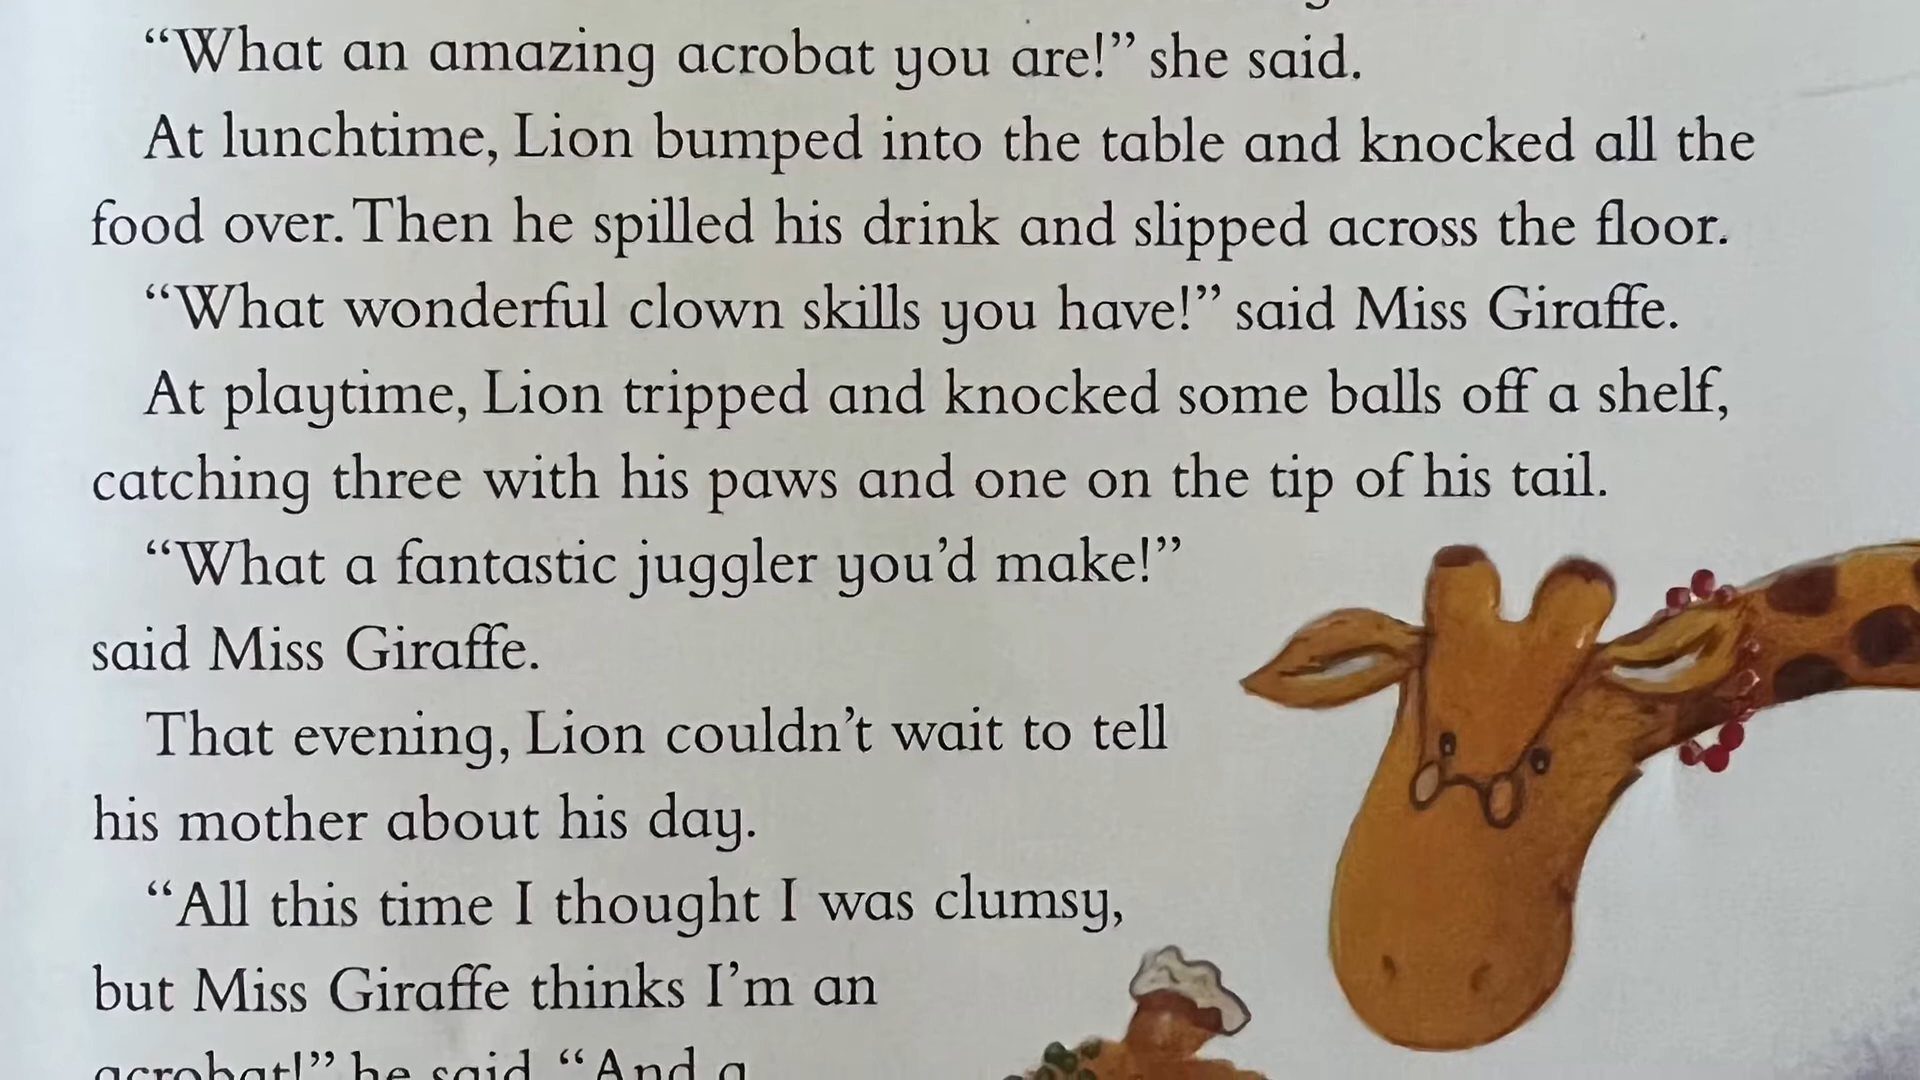 “What an amazing acrobat you are!” she said.
At lunchtime, Lion bumped into the table and knocked all the
food over. Then he spilled his drink and slipped across the floor.
“What wonderful clown skills you have!” said Miss Giraffe.
At playtime, Lion tripped and knocked some balls off a shelf,
catching three with his paws and one on the tip of his tail.
“What a fantastic juggler you’d make!”
said Miss Giraffe.
That evening, Lion couldn’t wait to tell
his mother about his day.
“All this time I thought I was clumsy,
but Miss Giraffe thinks I’m an
acrobat!” he said. “And a